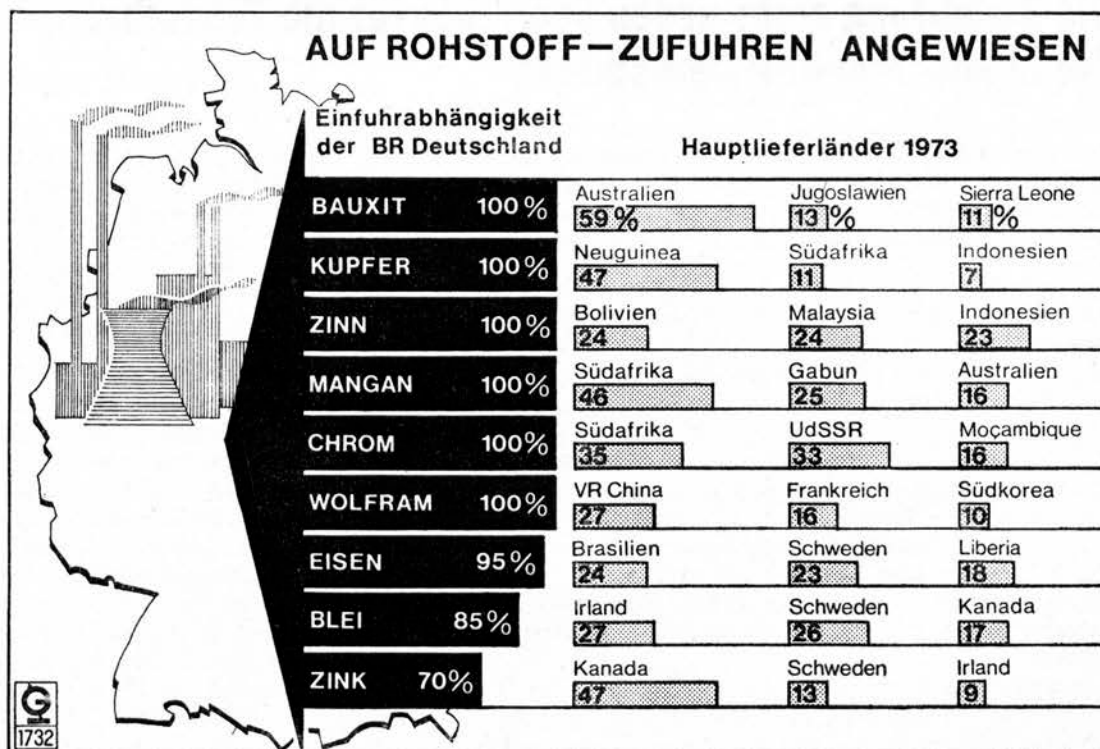 AUF ROHSTOFF–ZUFUHREN ANGEWIESEN
Einfuhrabhängigkeit
der BR Deutschland
Hauptlieferländer 1973
BAUXIT 100% Australien 59% Jugoslawien 13% Sierra Leone 11%
KUPFER 100% Neuguinea 47 Südafrika 11 Indonesien 7
ZINN 100% Bolivien 24 Malaysia 24 Indonesien 23
MANGAN 100% Südafrika 46 Gabun 25 Australien 16
CHROM 100% Südafrika 35 UdSSR 33 Moçambique 16
WOLFRAM 100% VR China 27 Frankreich 16 Südkorea 10
EISEN 95% Brasilien 24 Schweden 23 Liberia 18
BLEI 85% Irland 27 Schweden 26 Kanada 17
ZINK 70% Kanada 47 Schweden 13 Irland 9
G
1732